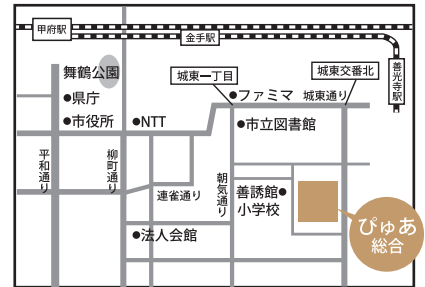 甲府駅
金手駅
善光寺駅
舞鶴公園
城東一丁目
城東交番北
●県庁
●ファミマ
城東通り
●市役所
●NTT
●市立図書館
平和通り
柳町通り
連雀通り
朝気通り
善誘館●
小学校
ぴゅあ
総合
●法人会館